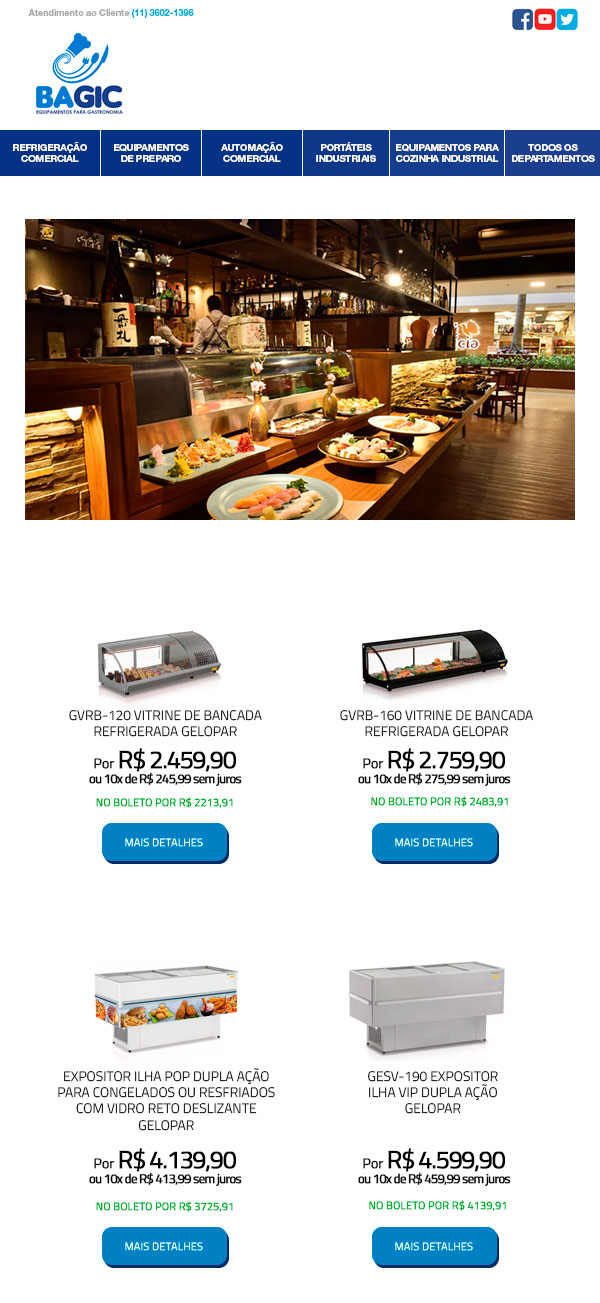 Atendimento ao Cliente (11) 3602-1396
BAGIC
EQUIPAMENTOS PARA GASTRONOMIA
REFRIGERAÇÃO
COMERCIAL
EQUIPAMENTOS
DE PREPARO
AUTOMAÇÃO
COMERCIAL
PORTÁTEIS
INDUSTRIAIS
EQUIPAMENTOS PARA
COZINHA INDUSTRIAL
TODOS OS
DEPARTAMENTOS
GVRB-120 VITRINE DE BANCADA
REFRIGERADA GELOPAR
Por R$ 2.459,90
ou 10x de R$ 245,99 sem juros
NO BOLETO POR R$ 2213,91
MAIS DETALHES
GVRB-160 VITRINE DE BANCADA
REFRIGERADA GELOPAR
Por R$ 2.759,90
ou 10x de R$ 275,99 sem juros
NO BOLETO POR R$ 2483,91
MAIS DETALHES
EXPOSITOR ILHA POP DUPLA AÇÃO
PARA CONGELADOS OU RESFRIADOS
COM VIDRO RETO DESLIZANTE
GELOPAR
Por R$ 4.139,90
ou 10x de R$ 413,99 sem juros
NO BOLETO POR R$ 3725,91
MAIS DETALHES
GESV-190 EXPOSITOR
ILHA VIP DUPLA AÇÃO
GELOPAR
Por R$ 4.599,90
ou 10x de R$ 459,99 sem juros
NO BOLETO POR R$ 4139,91
MAIS DETALHES